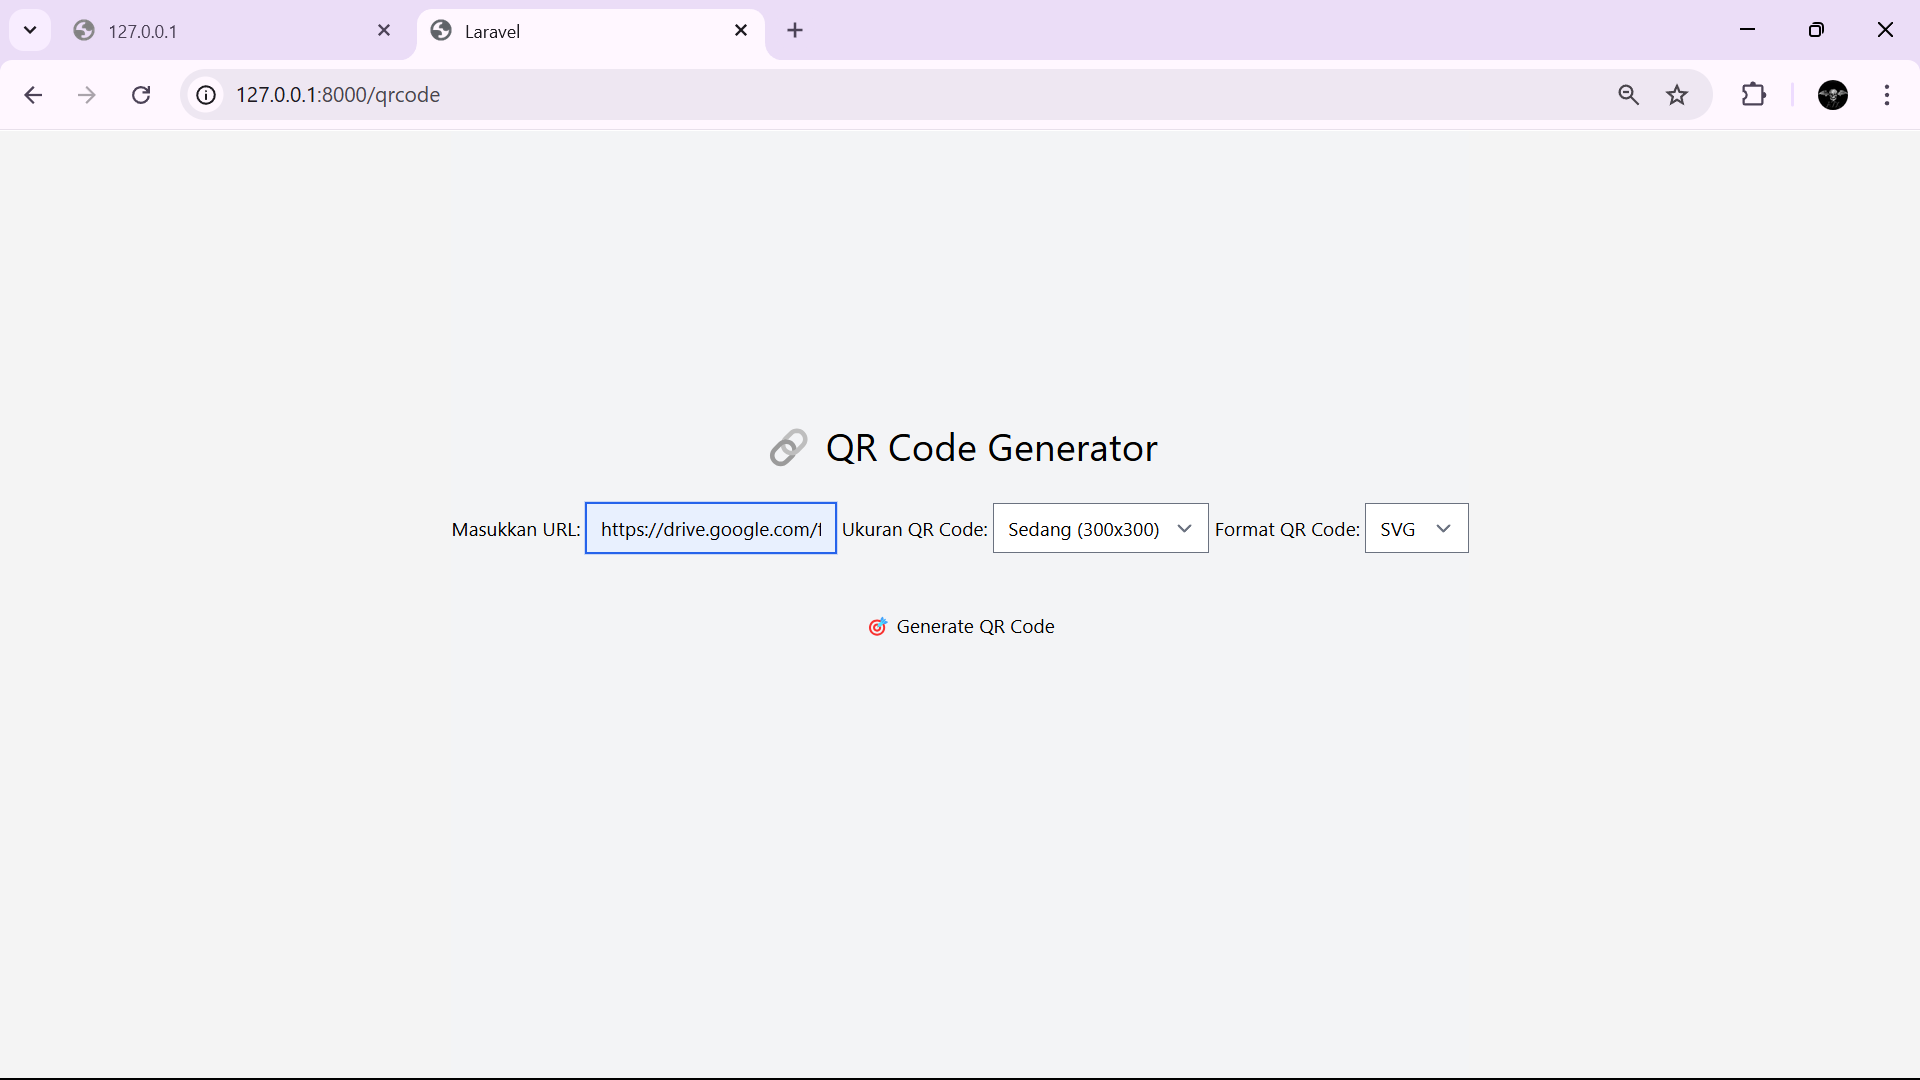 127.0.0.1
Laravel
127.0.0.1:8000/qrcode
QR Code Generator
Masukkan URL: https://drive.google.com/f Ukuran QR Code: Sedang (300x300) Format QR Code: SVG
Generate QR Code